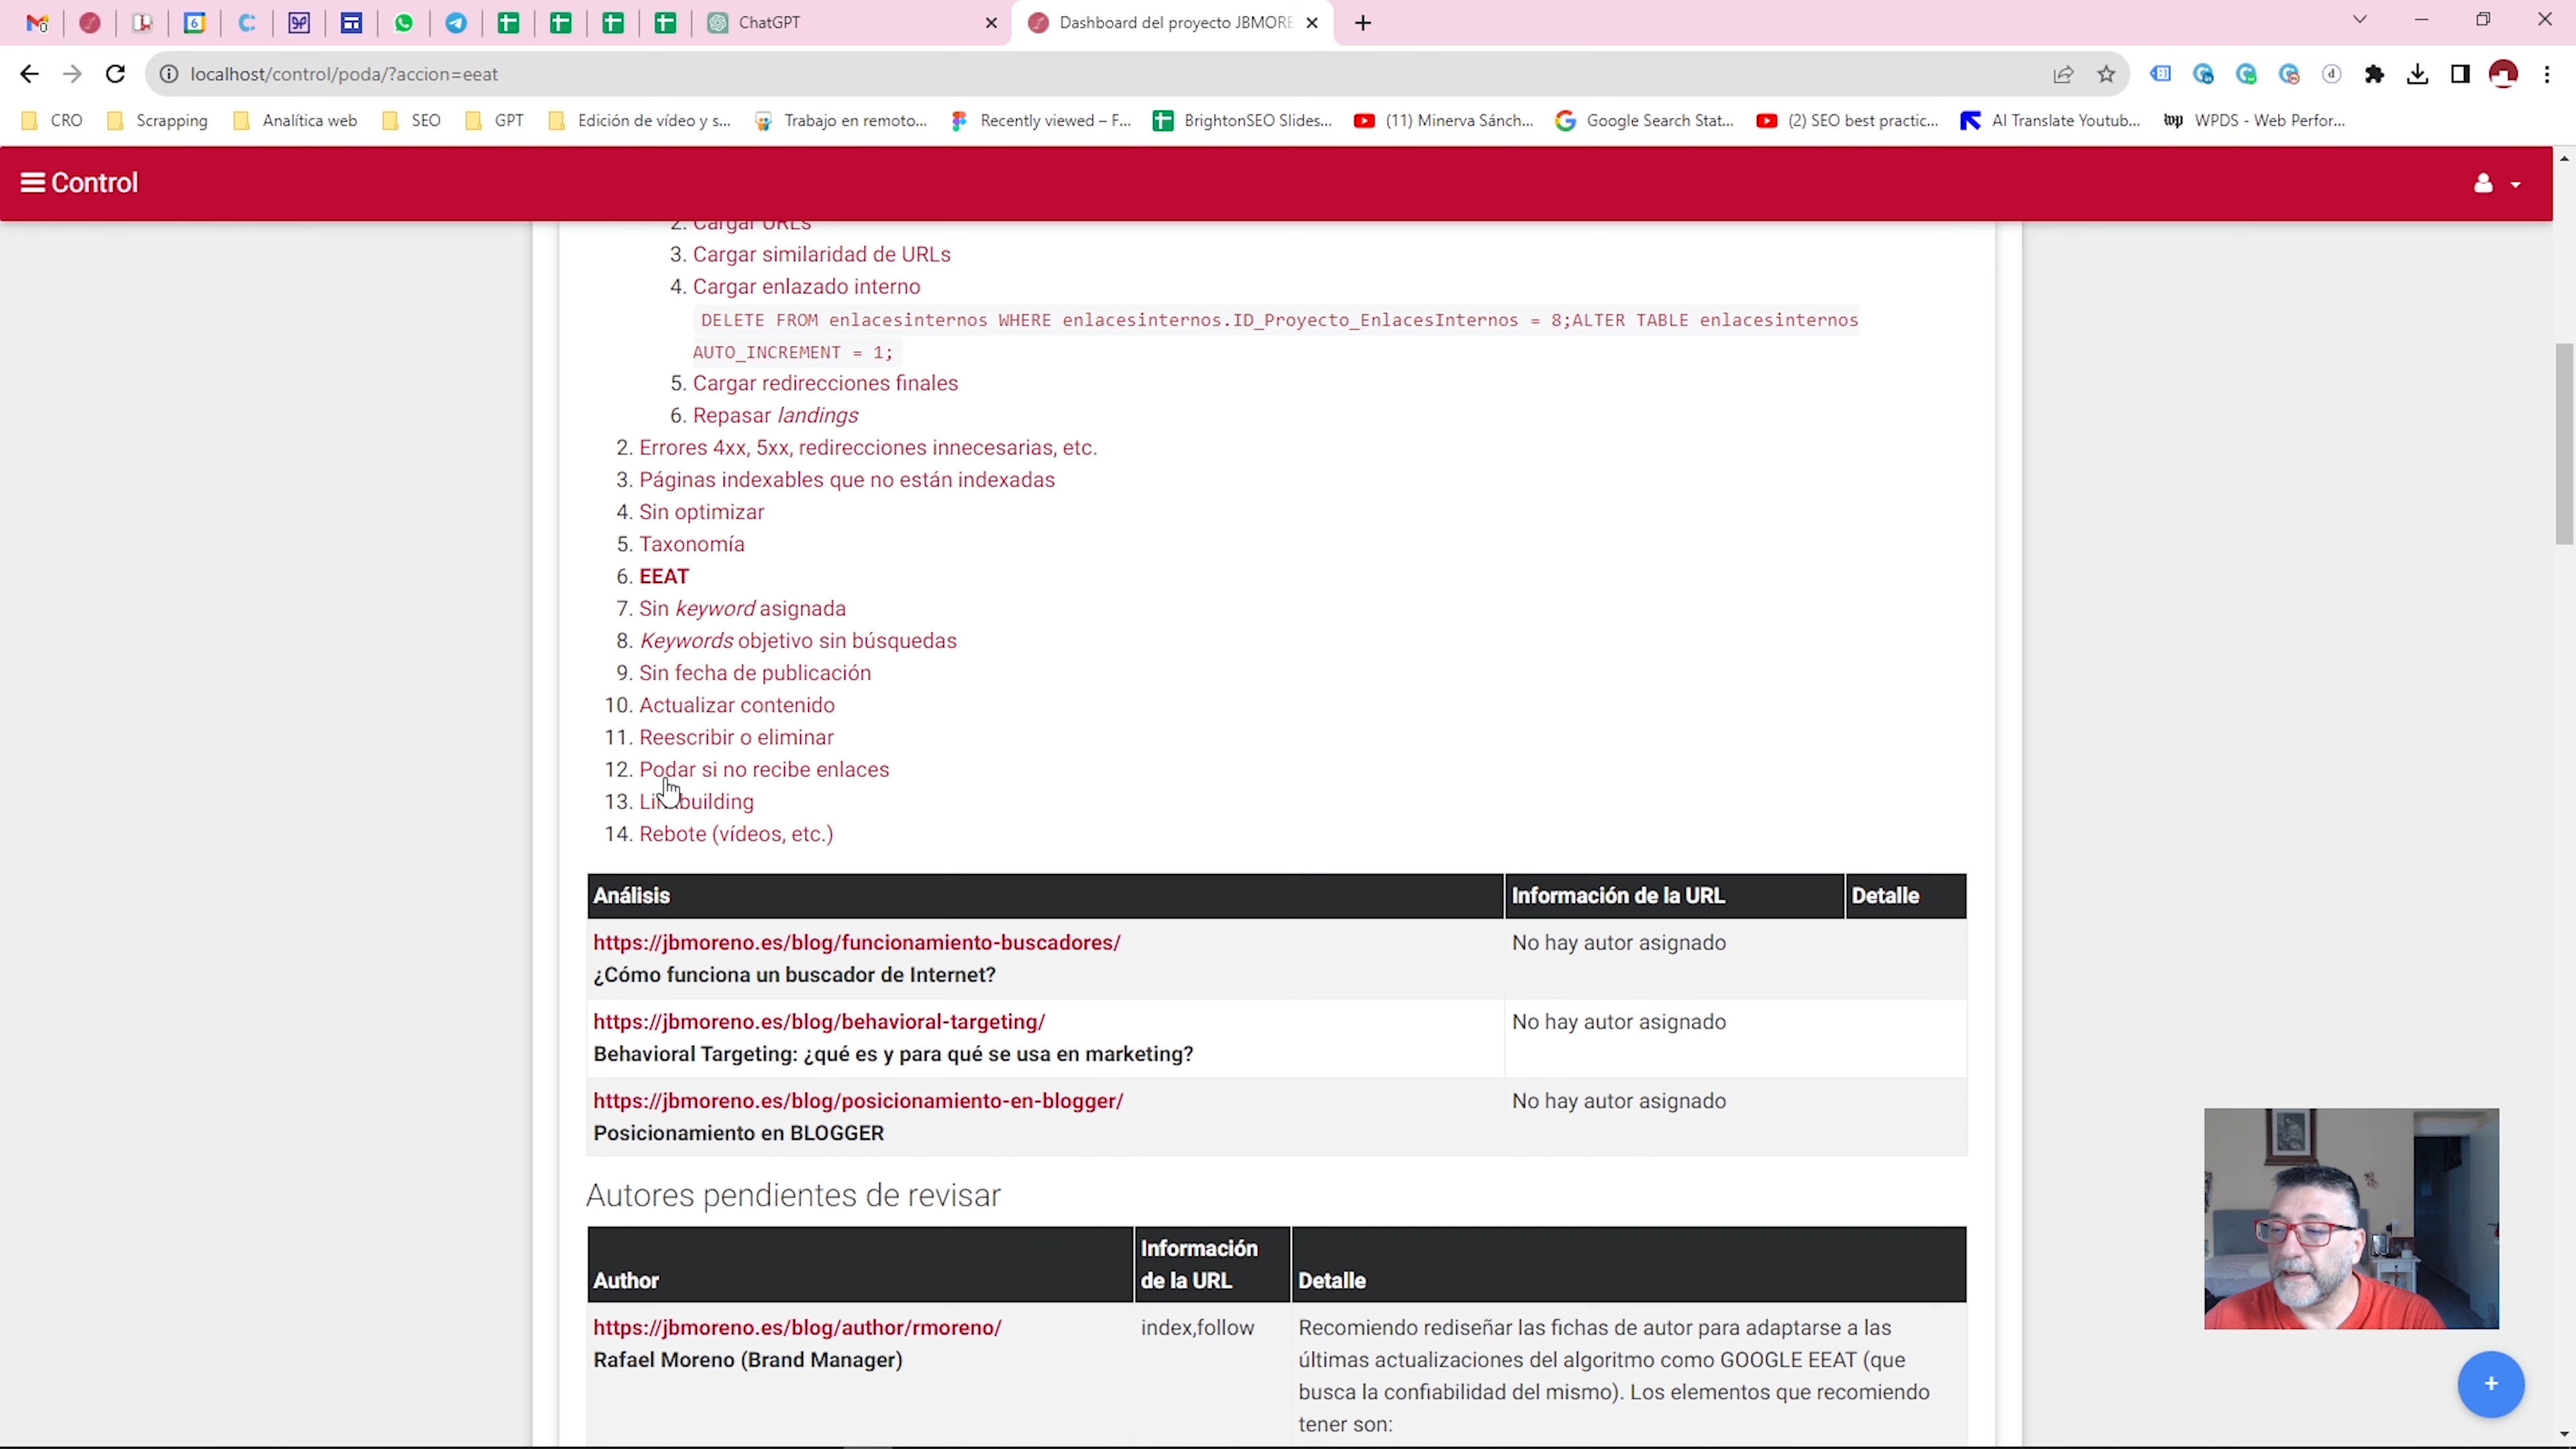 ChatGPT
Dashboard del proyecto JBMORE
localhost/control/poda/?accion=eeat
CRO
Scrapping
Analítica web
SEO
GPT
Edición de vídeo y s...
Trabajo en remoto...
Recently viewed – F...
BrightonSEO Slides...
(11) Minerva Sánch...
Google Search Stat...
(2) SEO best practic...
AI Translate Youtub...
WPDS - Web Perfor...
Control
2. Cargar URLs
3. Cargar similaridad de URLs
4. Cargar enlazado interno
DELETE FROM enlacesinternos WHERE enlacesinternos.ID_Proyecto_EnlacesInternos = 8;ALTER TABLE enlacesinternos
AUTO_INCREMENT = 1;
5. Cargar redirecciones finales
6. Repasar landings
2. Errores 4xx, 5xx, redirecciones innecesarias, etc.
3. Páginas indexables que no están indexadas
4. Sin optimizar
5. Taxonomía
6. EEAT
7. Sin keyword asignada
8. Keywords objetivo sin búsquedas
9. Sin fecha de publicación
10. Actualizar contenido
11. Reescribir o eliminar
12. Podar si no recibe enlaces
13. Linkbuilding
14. Rebote (vídeos, etc.)
Análisis Información de la URL Detalle
https://jbmoreno.es/blog/funcionamiento-buscadores/ No hay autor asignado
¿Cómo funciona un buscador de Internet?
https://jbmoreno.es/blog/behavioral-targeting/ No hay autor asignado
Behavioral Targeting: ¿qué es y para qué se usa en marketing?
https://jbmoreno.es/blog/posicionamiento-en-blogger/ No hay autor asignado
Posicionamiento en BLOGGER
Autores pendientes de revisar
Author Información de la URL Detalle
https://jbmoreno.es/blog/author/rmoreno/ index,follow Recomiendo rediseñar las fichas de autor para adaptarse a las
Rafael Moreno (Brand Manager) últimas actualizaciones del algoritmo como GOOGLE EEAT (que
busca la confiabilidad del mismo). Los elementos que recomiendo
tener son: